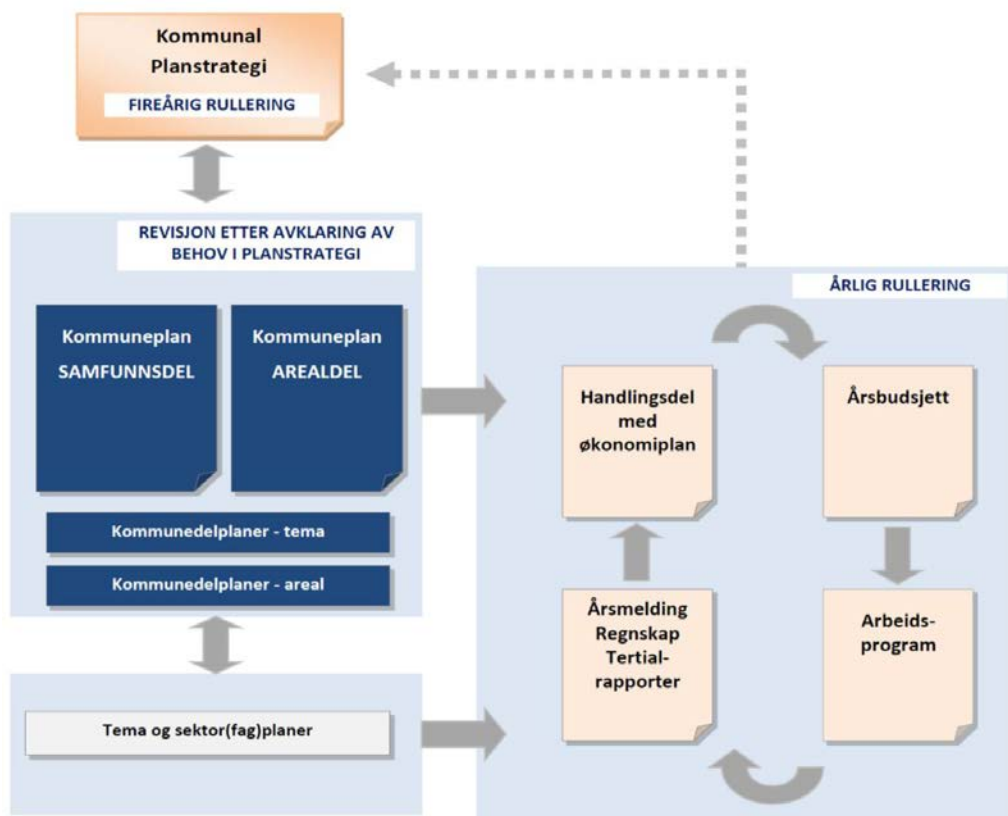 Kommunal
Planstrategi
FIREÅRIG RULLERING
REVISJON ETTER AVKLARING AV
BEHOV I PLANSTRATEGI
Kommuneplan
SAMFUNNSDEL
Kommuneplan
AREALDEL
Kommunedelplaner - tema
Kommunedelplaner - areal
Tema og sektor(fag)planer
ÅRLIG RULLERING
Handlingsdel
med
økonomiplan
Årsbudsjett
Årsmelding
Regnskap
Tertial-
rapporter
Arbeids-
program